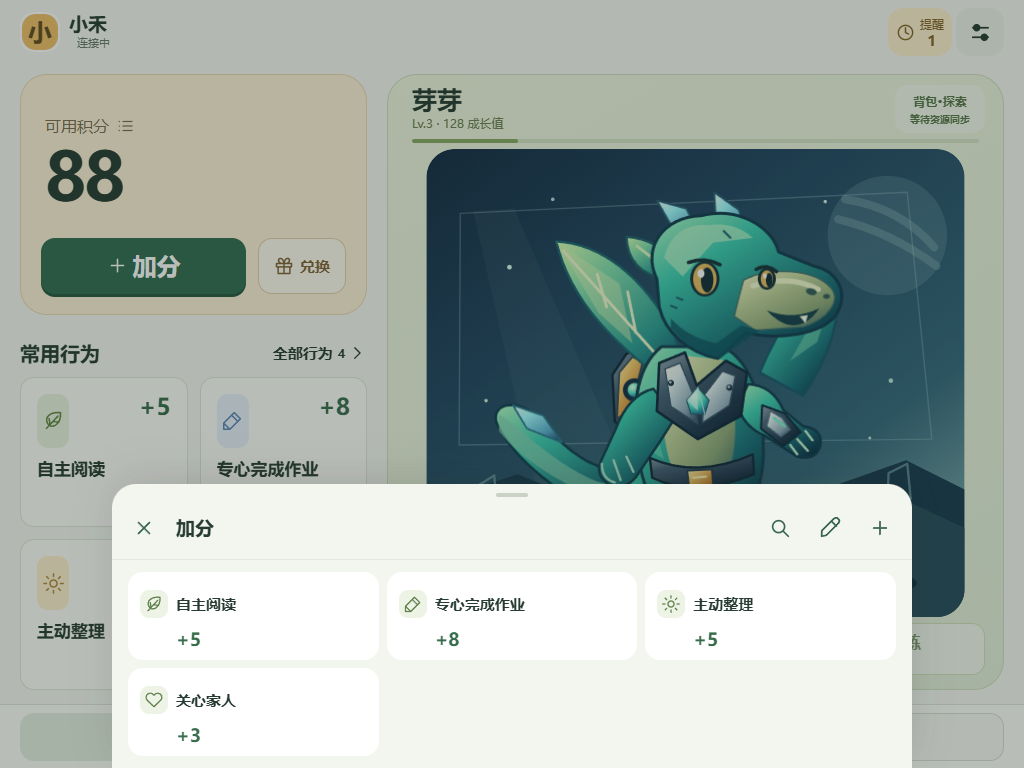 小
小禾
连接中
提醒
1
可用积分
88
+ 加分
兑换
芽芽
Lv.3 · 128 成长值
背包·探索
等待资源同步
常用行为
全部行为 4
+5
自主阅读
+8
专心完成作业
主动整理
加分
自主阅读
+5
专心完成作业
+8
主动整理
+5
关心家人
+3